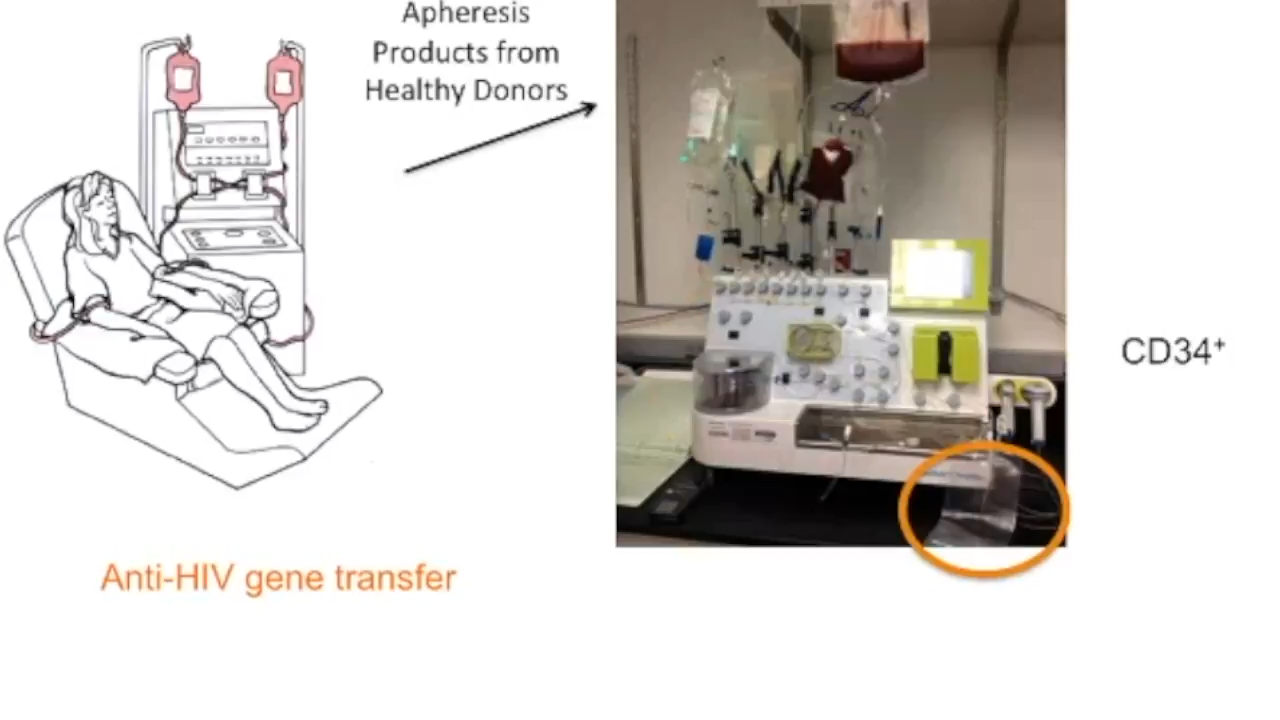 Apheresis
Products from
Healthy Donors
CD34⁺
Anti-HIV gene transfer